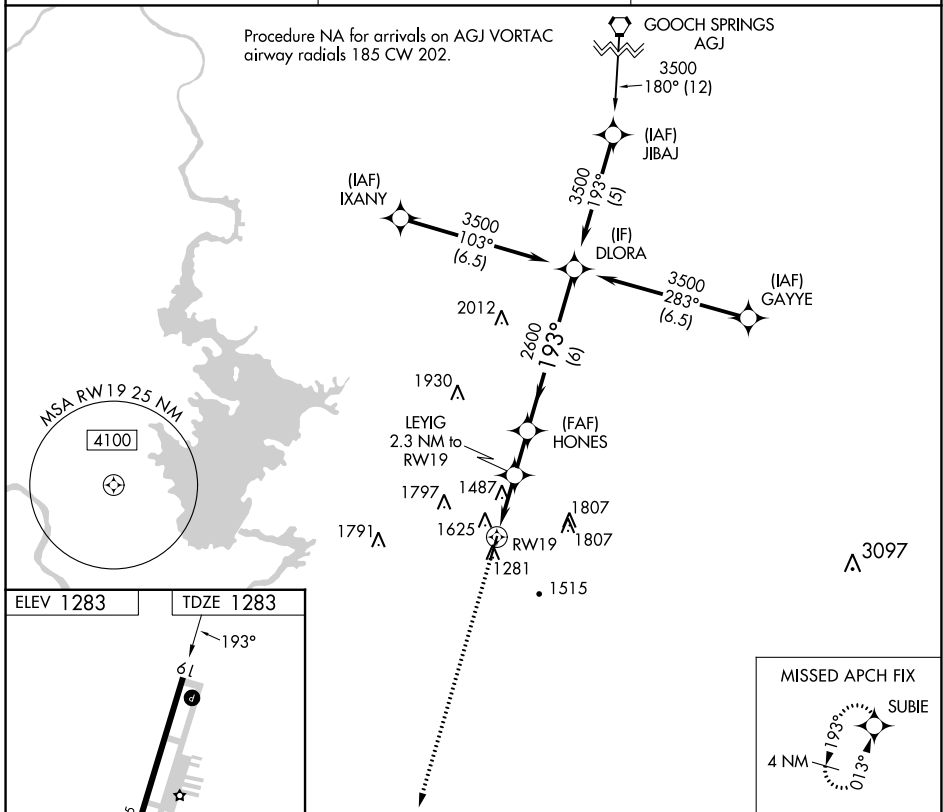 Procedure NA for arrivals on AGJ VORTAC
airway radials 185 CW 202.
GOOCH SPRINGS
AGJ
3500
180° (12)
(IAF)
JIBAJ
3500
193°
(5)
(IAF)
IXANY
3500
103°
(6.5)
(IF)
DLORA
3500
283°
(6.5)
(IAF)
GAYYE
2012
2600
193°
(6)
1930
MSA RW19 25 NM
4100
LEYIG
2.3 NM to
RW19
(FAF)
HONES
1797
1487
1625
1807
1807
1791
RW19
1281
3097
1515
ELEV 1283
TDZE 1283
193°
19
P
MISSED APCH FIX
SUBIE
193°
4 NM
013°